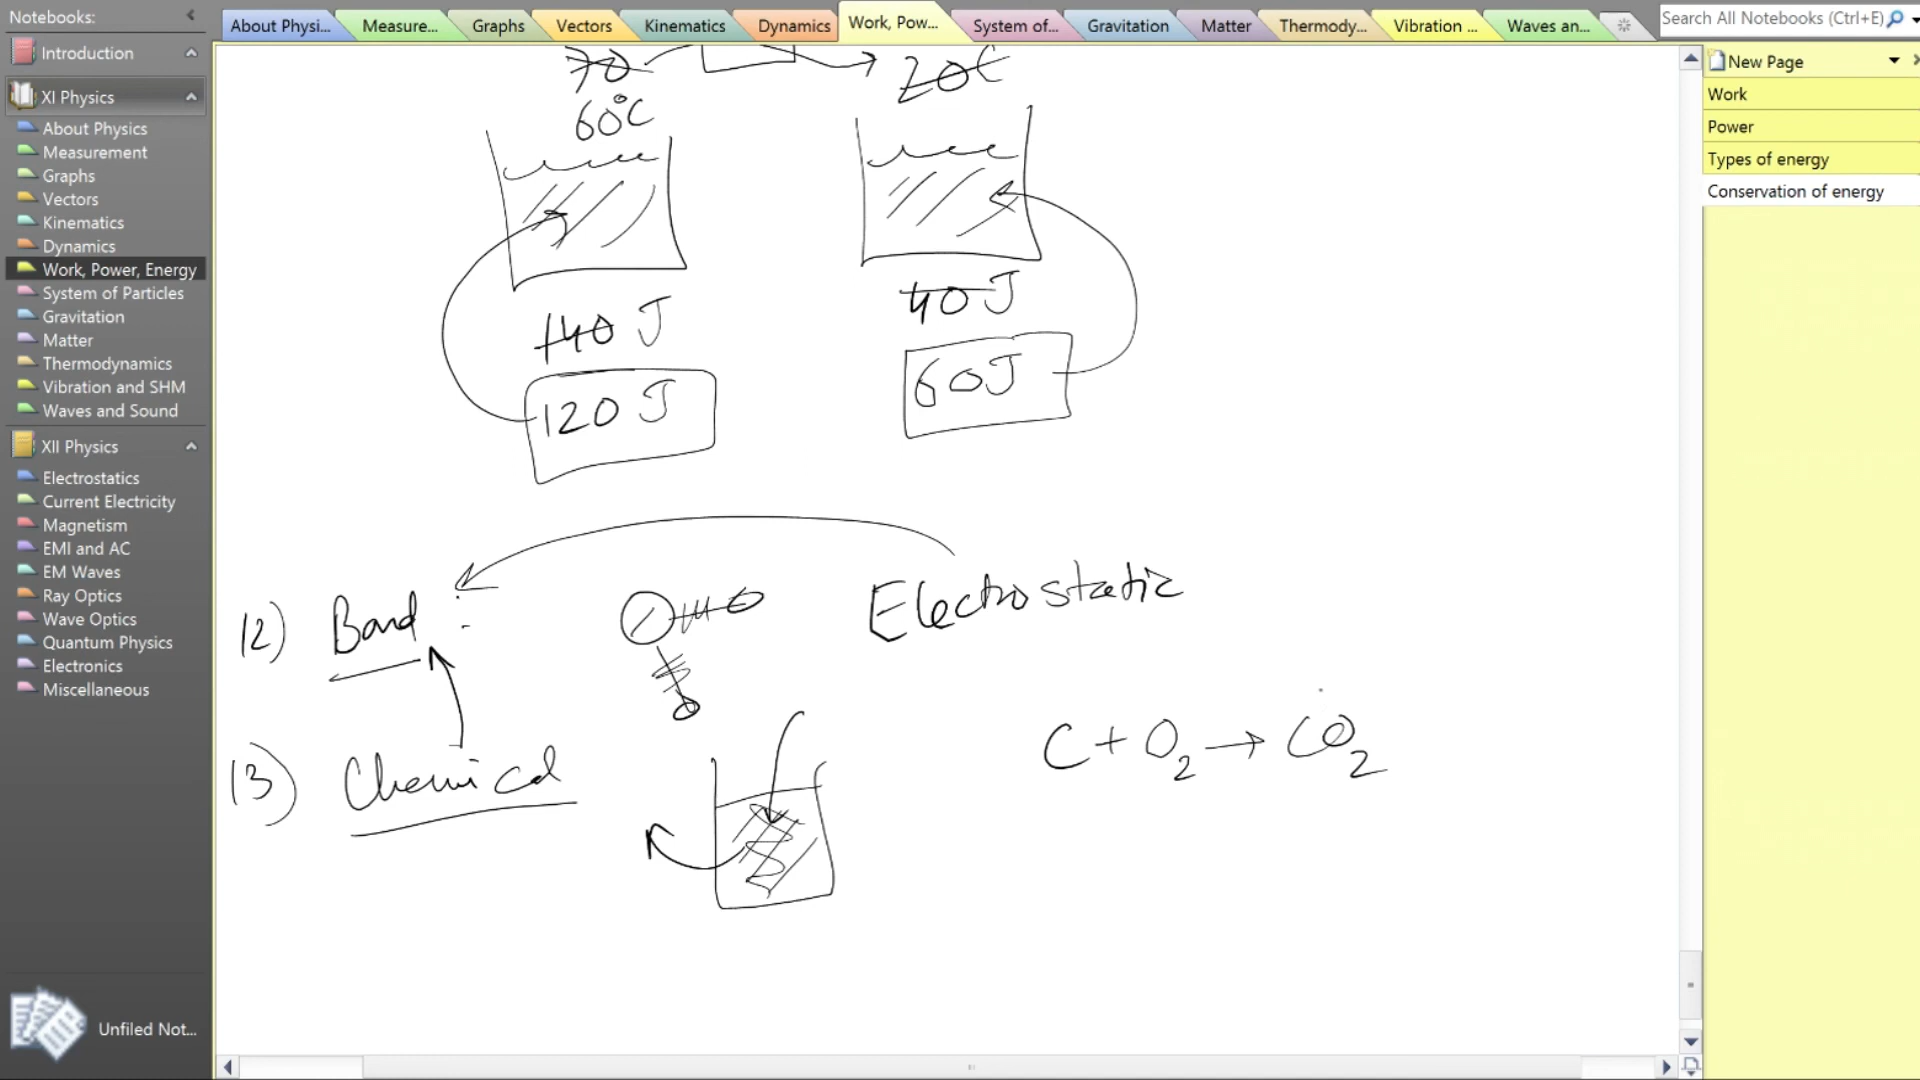 Notebooks:
Introduction
XI Physics
About Physics
Measurement
Graphs
Vectors
Kinematics
Dynamics
Work, Power, Energy
System of Particles
Gravitation
Matter
Thermodynamics
Vibration and SHM
Waves and Sound
XII Physics
Electrostatics
Current Electricity
Magnetism
EMI and AC
EM Waves
Ray Optics
Wave Optics
Quantum Physics
Electronics
Miscellaneous
Unfiled Not...
About Physi... Measure... Graphs Vectors Kinematics Dynamics Work, Pow... System of... Gravitation Matter Thermody... Vibration ... Waves an...
Search All Notebooks (Ctrl+E)
70 20°C
60°C
140 J 40 J
120 J 60J
12) Bond : Electrostatic
13) Chemical C + O2 → CO2
New Page
Work
Power
Types of energy
Conservation of energy